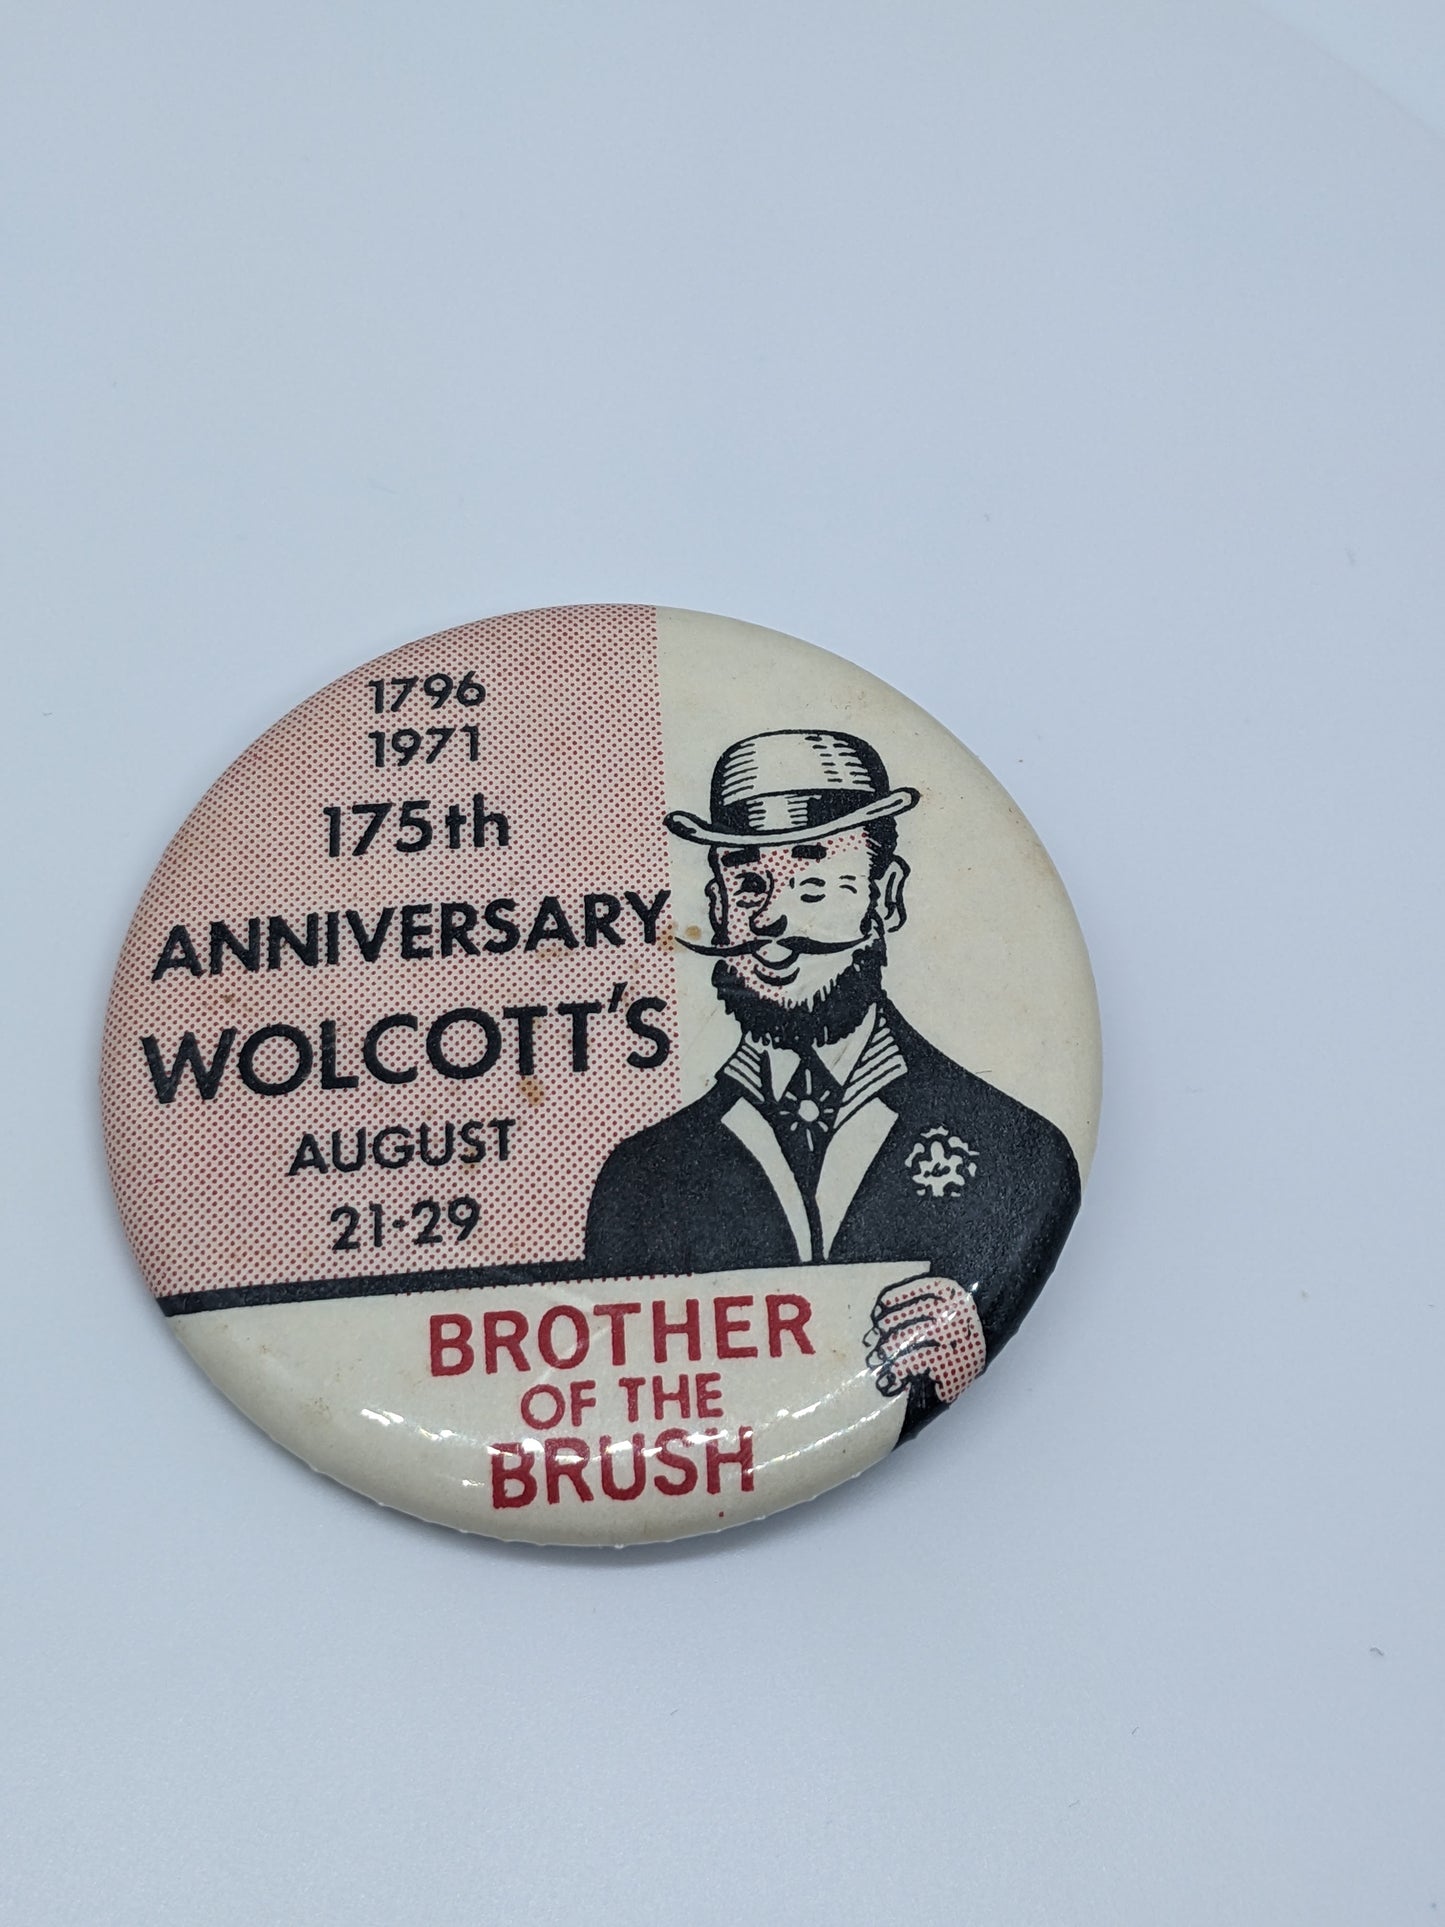 1796
1971
175th
ANNIVERSARY
WOLCOTT'S
AUGUST
21-29
BROTHER
OF THE
BRUSH